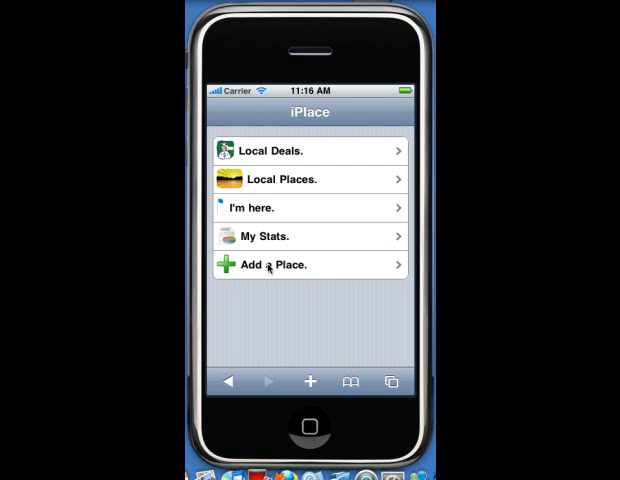 Carrier 11:16 AM
iPlace
Local Deals.
Local Places.
I'm here.
My Stats.
Add a Place.